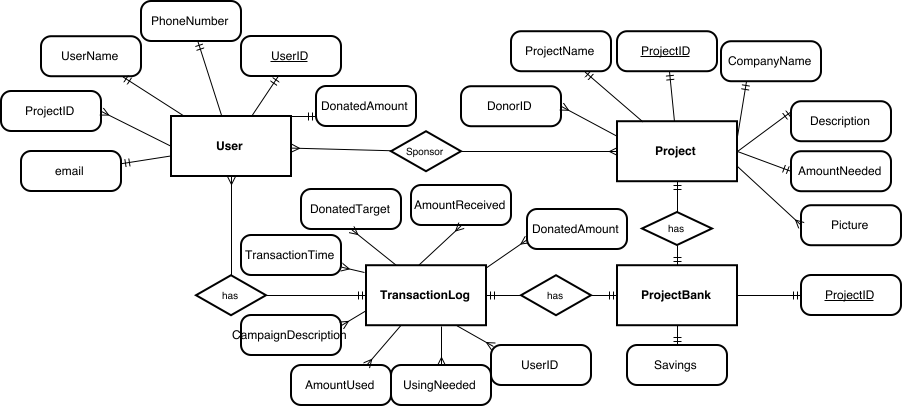 PhoneNumber
UserName
UserID
ProjectName
ProjectID
CompanyName
ProjectID
DonatedAmount
DonorID
Description
User
Sponsor
Project
email
AmountNeeded
DonatedTarget
AmountReceived
DonatedAmount
has
Picture
TransactionTime
has
TransactionLog
has
ProjectBank
ProjectID
CampaignDescription
AmountUsed
UsingNeeded
UserID
Savings